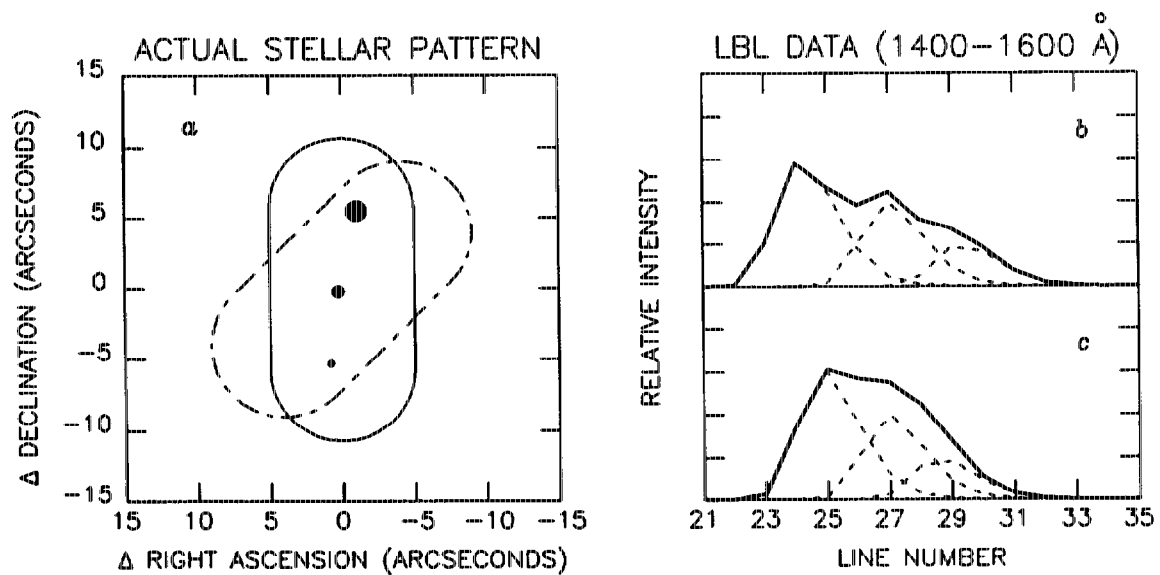 ACTUAL STELLAR PATTERN
a
Δ DECLINATION (ARCSECONDS)
15
10
5
0
-5
-10
-15
15 10 5 0 -5 -10 -15
Δ RIGHT ASCENSION (ARCSECONDS)
LBL DATA (1400-1600 Å)
b
c
RELATIVE INTENSITY
21 23 25 27 29 31 33 35
LINE NUMBER